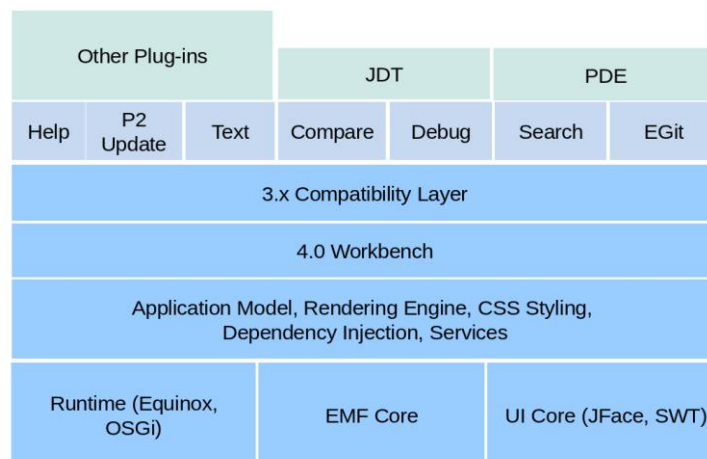 Other Plug-ins
JDT
PDE
Help
P2
Update
Text
Compare
Debug
Search
EGit
3.x Compatibility Layer
4.0 Workbench
Application Model, Rendering Engine, CSS Styling,
Dependency Injection, Services
Runtime (Equinox,
OSGi)
EMF Core
UI Core (JFace, SWT)